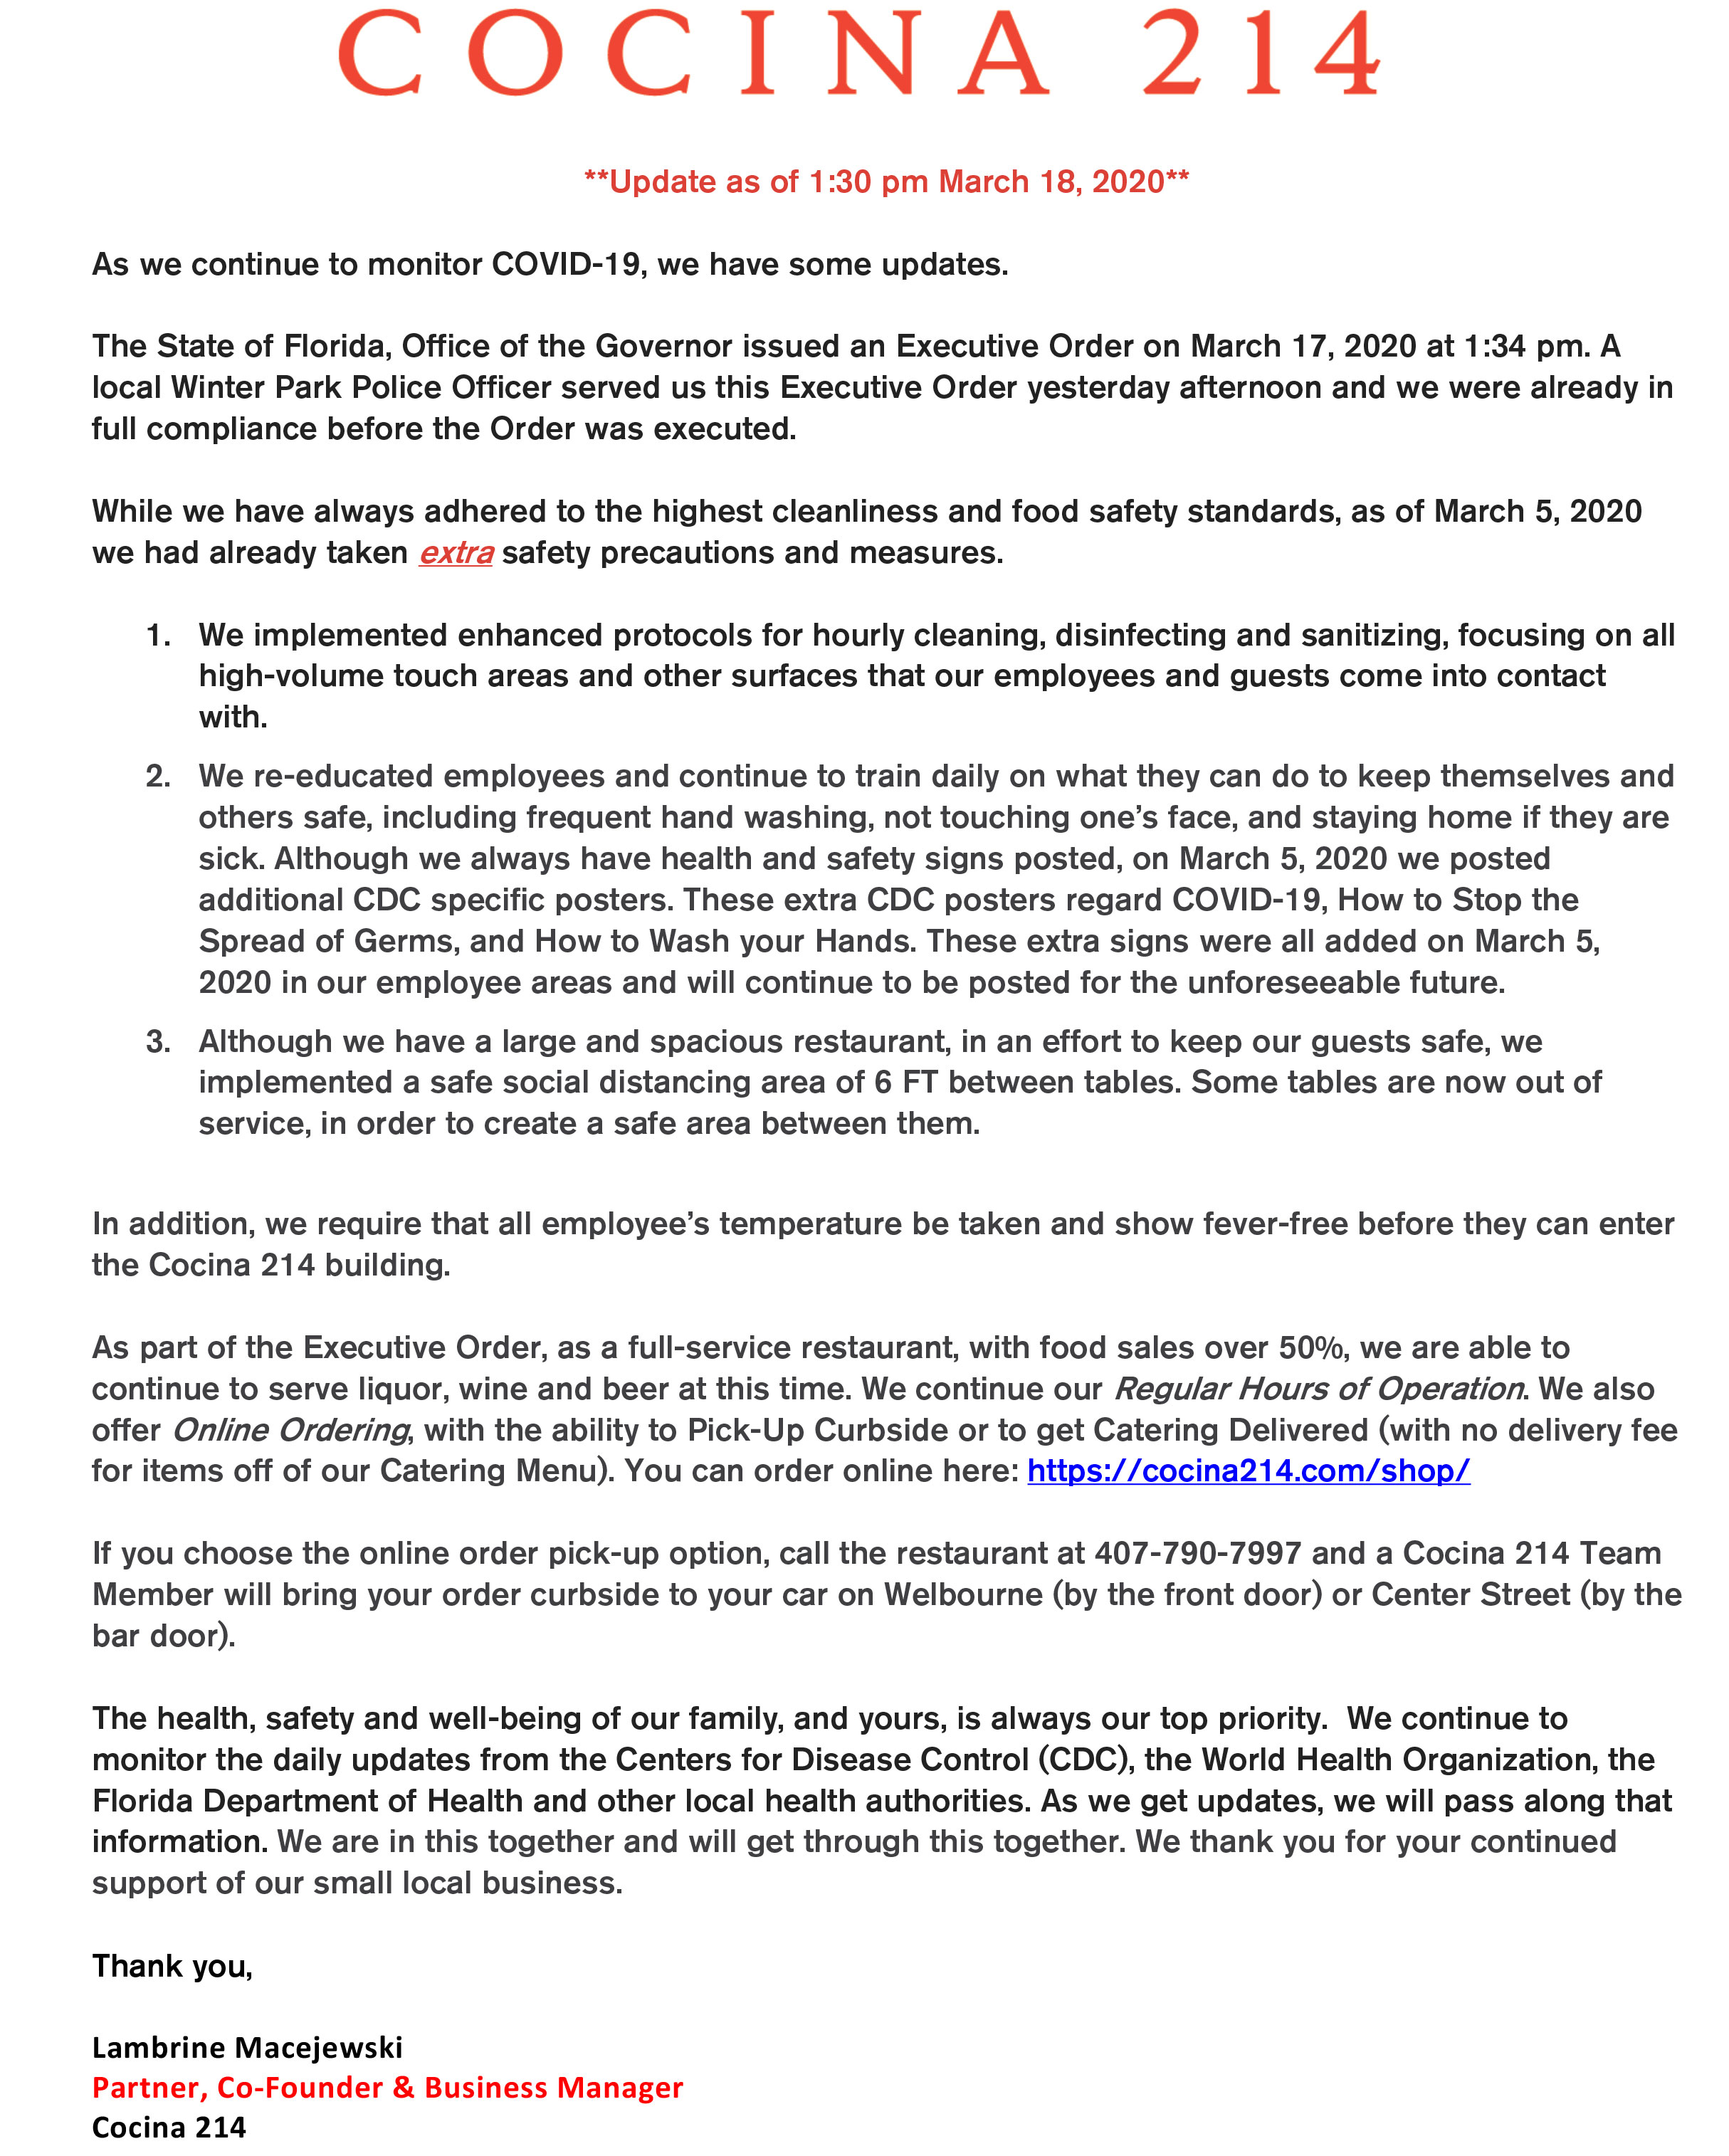 COCINA 214
**Update as of 1:30 pm March 18, 2020**
As we continue to monitor COVID-19, we have some updates.
The State of Florida, Office of the Governor issued an Executive Order on March 17, 2020 at 1:34 pm. A
local Winter Park Police Officer served us this Executive Order yesterday afternoon and we were already in
full compliance before the Order was executed.
While we have always adhered to the highest cleanliness and food safety standards, as of March 5, 2020
we had already taken extra safety precautions and measures.
1. We implemented enhanced protocols for hourly cleaning, disinfecting and sanitizing, focusing on all
high-volume touch areas and other surfaces that our employees and guests come into contact
with.
2. We re-educated employees and continue to train daily on what they can do to keep themselves and
others safe, including frequent hand washing, not touching one’s face, and staying home if they are
sick. Although we always have health and safety signs posted, on March 5, 2020 we posted
additional CDC specific posters. These extra CDC posters regard COVID-19, How to Stop the
Spread of Germs, and How to Wash your Hands. These extra signs were all added on March 5,
2020 in our employee areas and will continue to be posted for the unforeseeable future.
3. Although we have a large and spacious restaurant, in an effort to keep our guests safe, we
implemented a safe social distancing area of 6 FT between tables. Some tables are now out of
service, in order to create a safe area between them.
In addition, we require that all employee’s temperature be taken and show fever-free before they can enter
the Cocina 214 building.
As part of the Executive Order, as a full-service restaurant, with food sales over 50%, we are able to
continue to serve liquor, wine and beer at this time. We continue our Regular Hours of Operation. We also
offer Online Ordering, with the ability to Pick-Up Curbside or to get Catering Delivered (with no delivery fee
for items off of our Catering Menu). You can order online here: https://cocina214.com/shop/
If you choose the online order pick-up option, call the restaurant at 407-790-7997 and a Cocina 214 Team
Member will bring your order curbside to your car on Welbourne (by the front door) or Center Street (by the
bar door).
The health, safety and well-being of our family, and yours, is always our top priority.  We continue to
monitor the daily updates from the Centers for Disease Control (CDC), the World Health Organization, the
Florida Department of Health and other local health authorities. As we get updates, we will pass along that
information. We are in this together and will get through this together. We thank you for your continued
support of our small local business.
Thank you,
Lambrine Macejewski
Partner, Co-Founder & Business Manager
Cocina 214